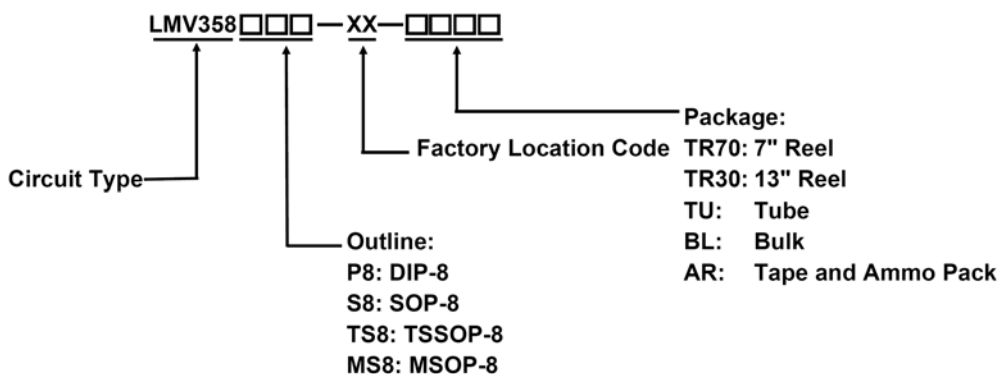 LMV358□□□—XX—□□□□
Circuit Type
Factory Location Code
Outline:
P8: DIP-8
S8: SOP-8
TS8: TSSOP-8
MS8: MSOP-8
Package:
TR70: 7" Reel
TR30: 13" Reel
TU: Tube
BL: Bulk
AR: Tape and Ammo Pack